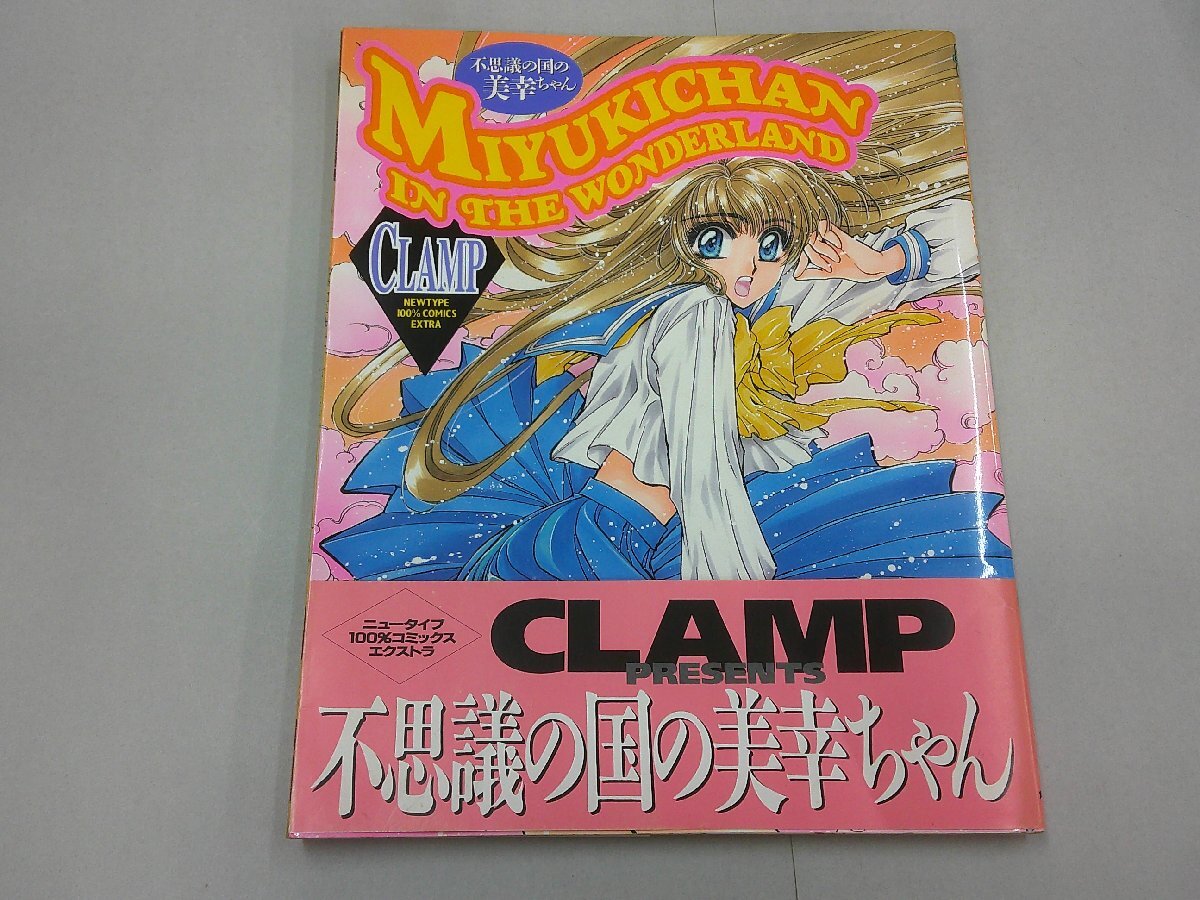 不思議の国の
美幸ちゃん
MIYUKICHAN
IN THE WONDERLAND
CLAMP
NEWTYPE
100% COMICS
EXTRA
ニュータイプ
100%コミックス
エクストラ
CLAMP
PRESENTS
不思議の国の美幸ちゃん